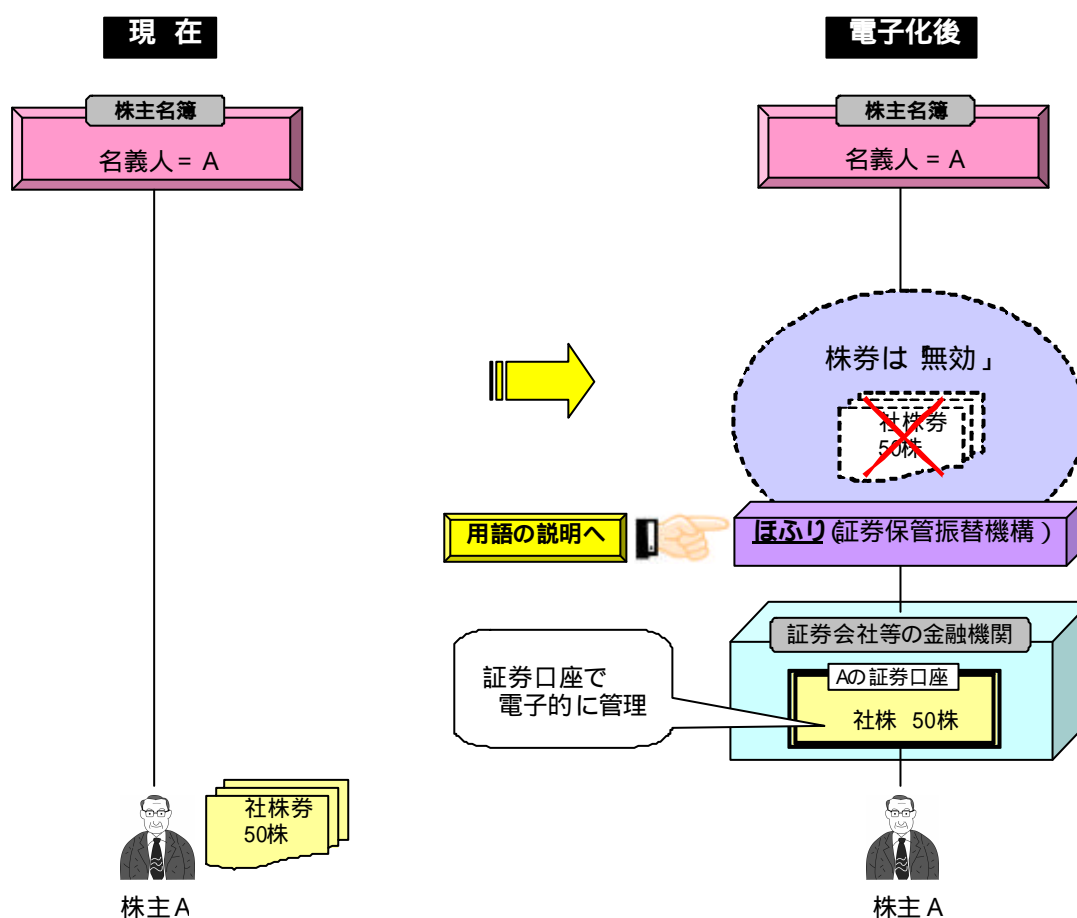 現 在
株主名簿
名義人 = A
社株券
50株
株主A
電子化後
株主名簿
名義人 = A
株券は 無効」
社株券
50株
用語の説明へ
ほふり(証券保管振替機構)
証券会社等の金融機関
Aの証券口座
社株 50株
証券口座で
電子的に管理
株主A